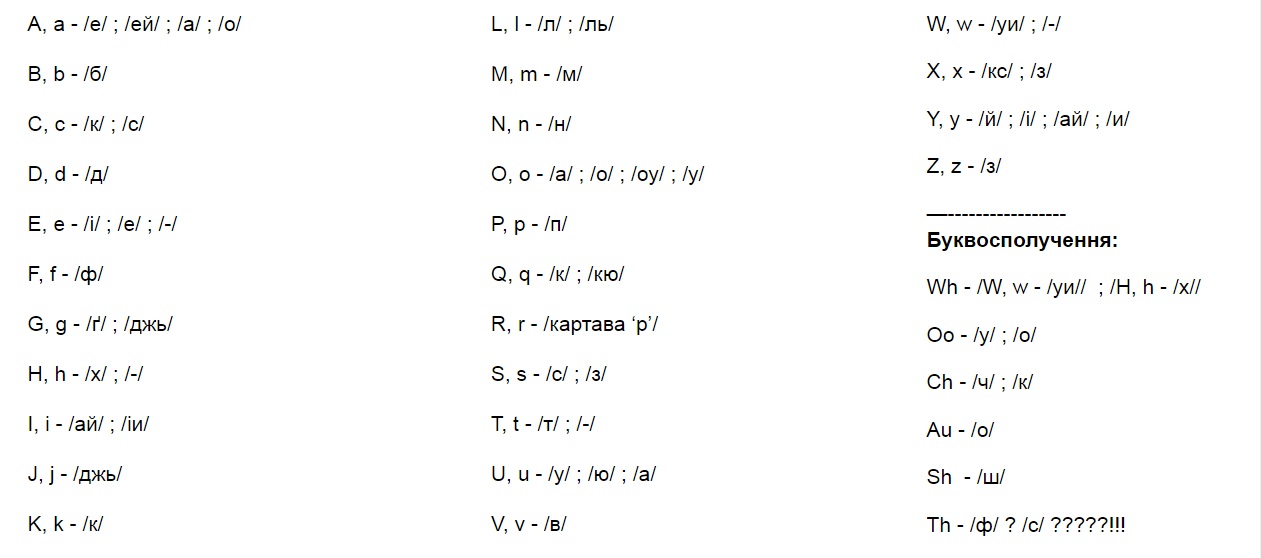 A, a - /е/ ; /ей/ ; /а/ ; /о/
B, b - /б/
C, c - /к/ ; /с/
D, d - /д/
E, e - /і/ ; /е/ ; /-/
F, f - /ф/
G, g - /ґ/ ; /джь/
H, h - /х/ ; /-/
I, i - /ай/ ; /іи/
J, j - /джь/
K, k - /к/
L, l - /л/ ; /ль/
M, m - /м/
N, n - /н/
O, o - /а/ ; /о/ ; /оу/ ; /у/
P, p - /п/
Q, q - /к/ ; /кю/
R, r - /картава ‘р’/
S, s - /с/ ; /з/
T, t - /т/ ; /-/
U, u - /у/ ; /ю/ ; /а/
V, v - /в/
W, w - /уи/ ; /-/
X, x - /кс/ ; /з/
Y, y - /й/ ; /і/ ; /ай/ ; /и/
Z, z - /з/
—-----------------
Буквосполучення:
Wh - /W, w - /уи//  ; /H, h - /х//
Oo - /у/ ; /о/
Ch - /ч/ ; /к/
Au - /о/
Sh  - /ш/
Th - /ф/ ? /с/ ?????!!!